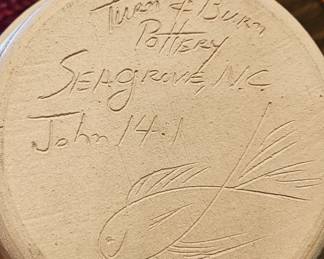 Turn & Burn
Pottery
Seagrove, N.C
John 14:1